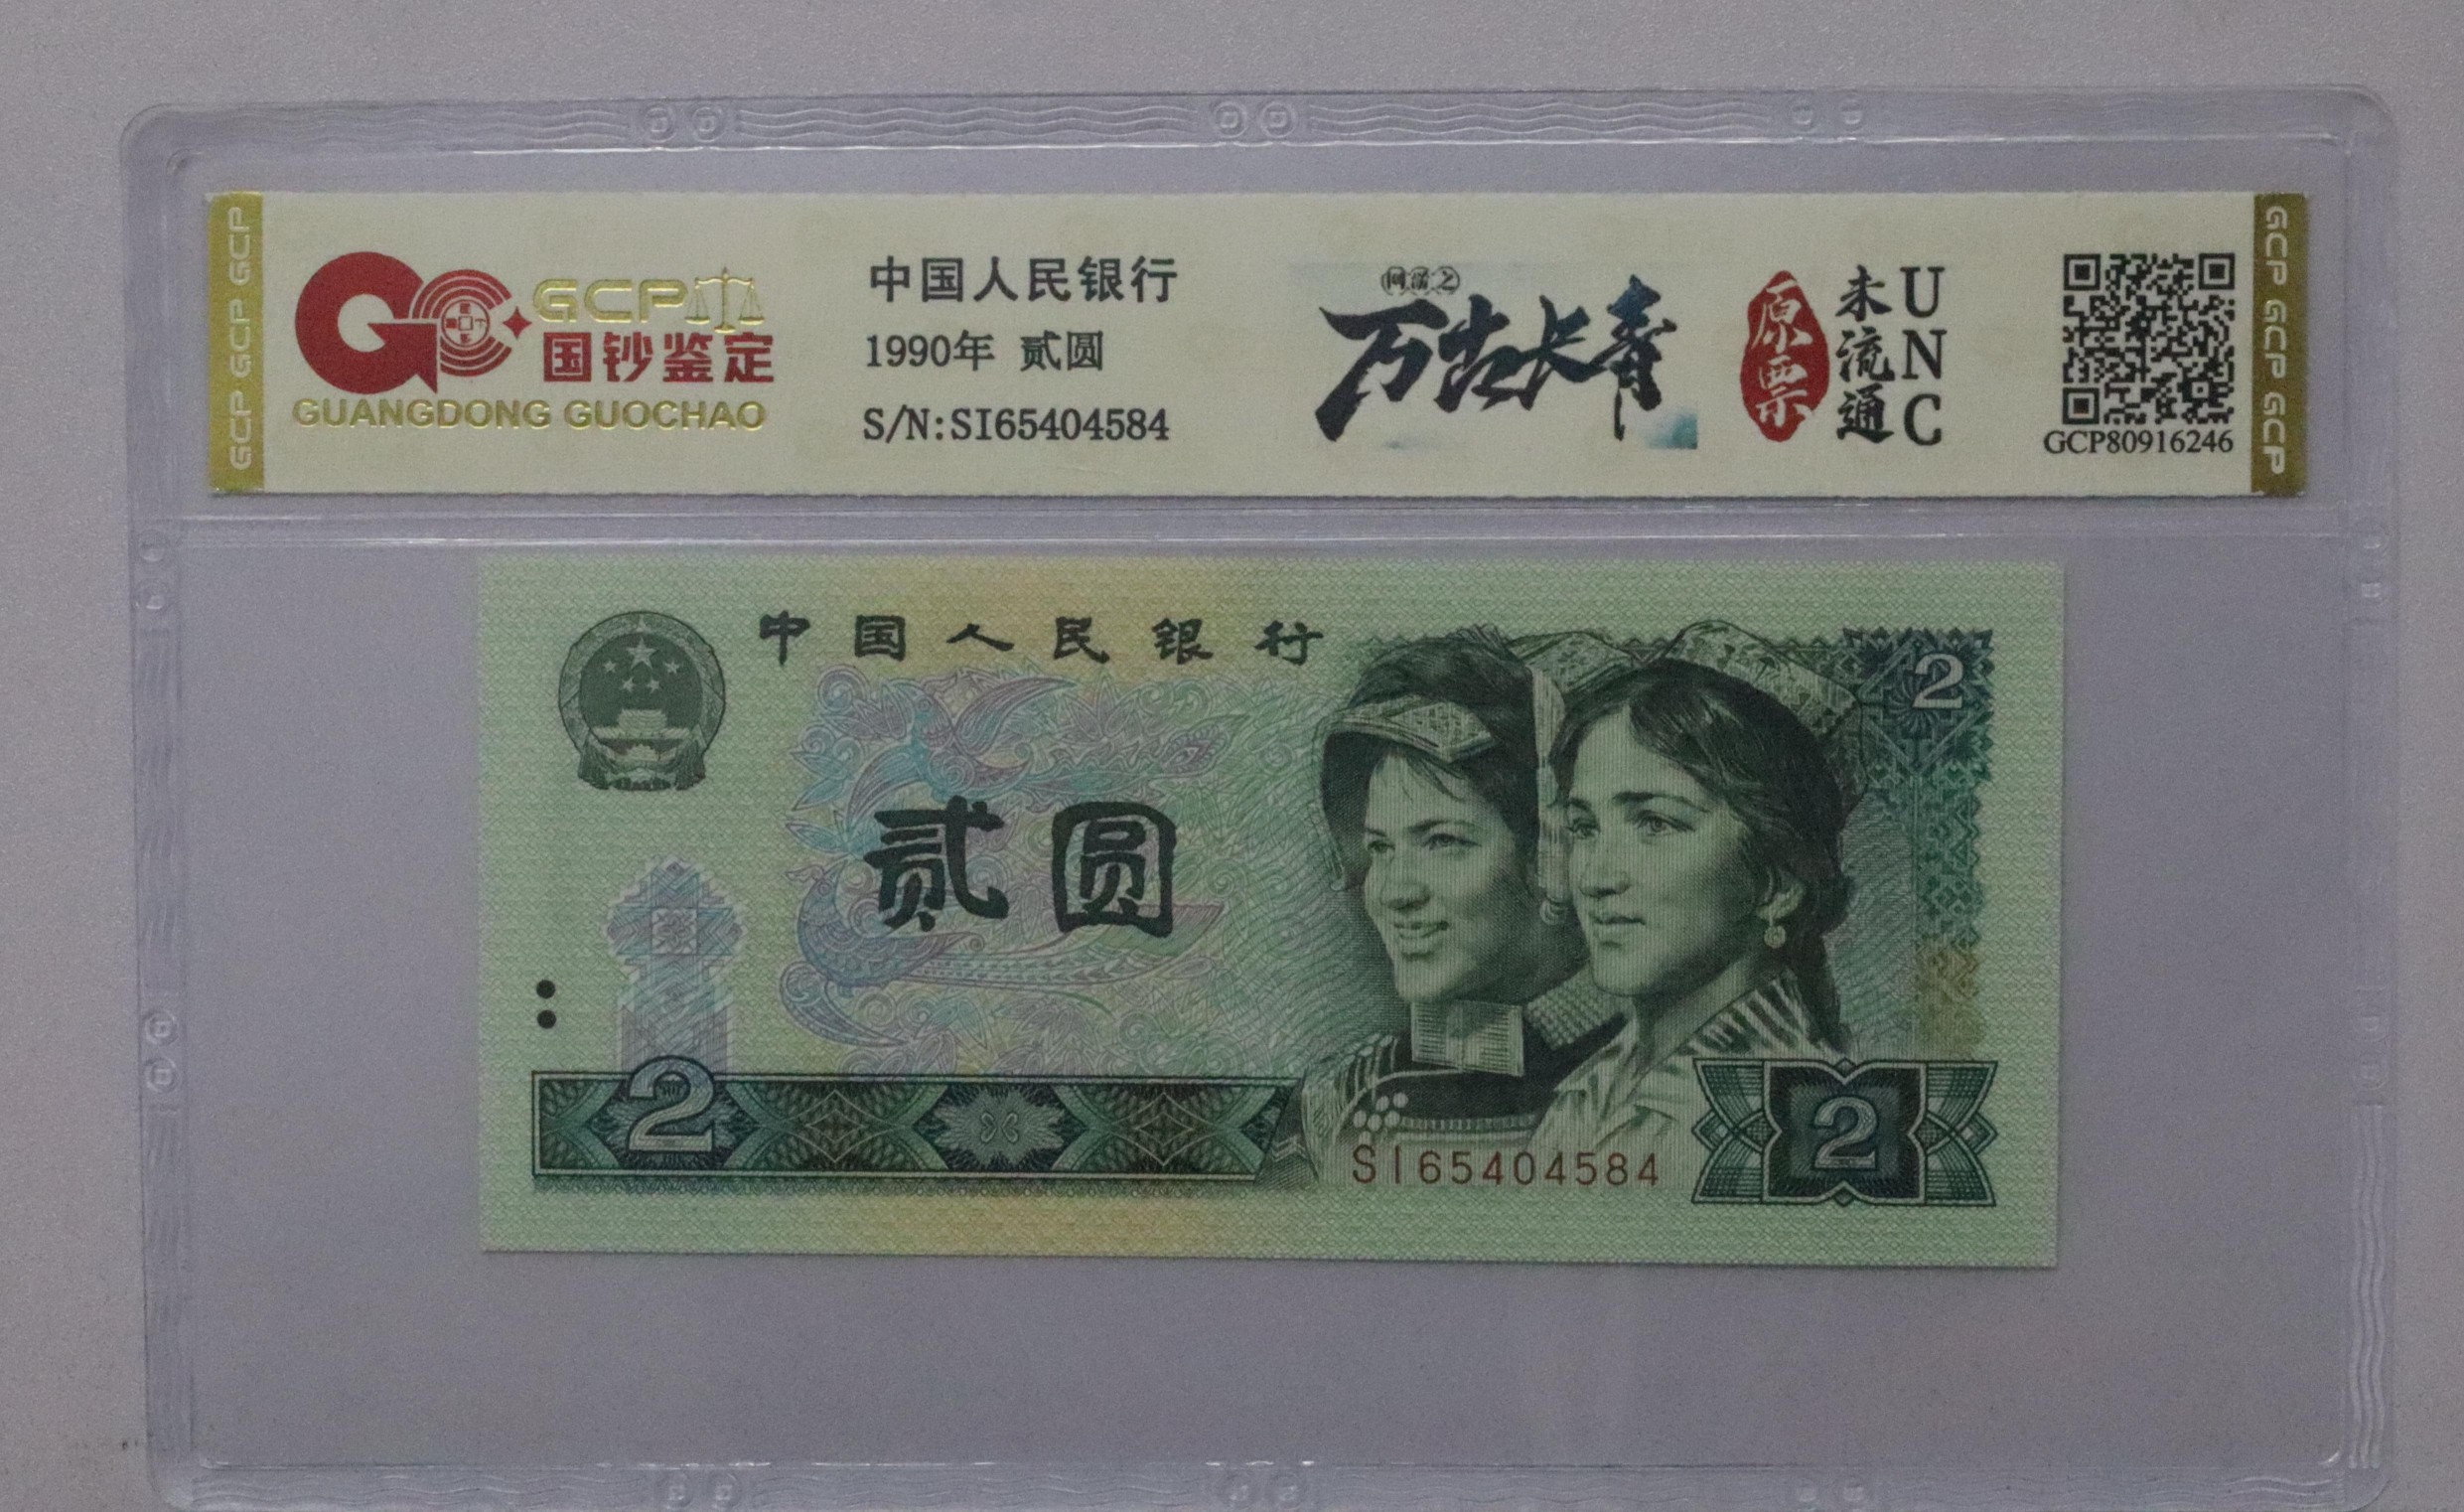 GCP GCP GCP
GCP
国钞鉴定
GUANGDONG GUOCHAO
中国人民银行
1990年 贰圆
S/N:SI65404584
万古长青
原票
未流通
UNC
GCP80916246
GCP GCP GCP
中国人民银行
2
贰圆
2
2
SI65404584